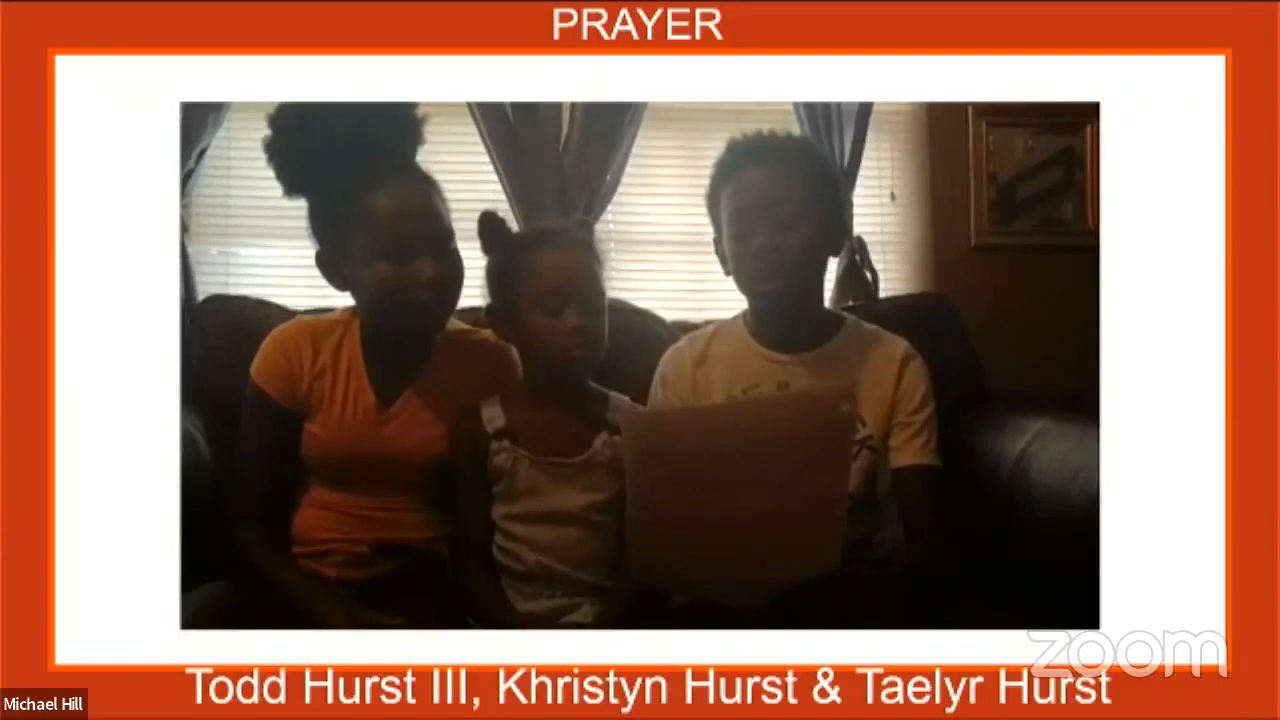 PRAYER
zoom
Todd Hurst III, Khristyn Hurst & Taelyr Hurst
Michael Hill